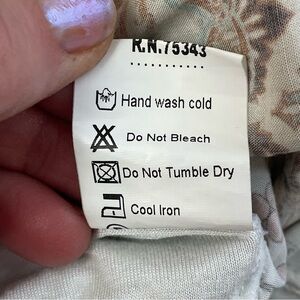 R.N.75343
Hand wash cold
Do Not Bleach
Do Not Tumble Dry
Cool Iron